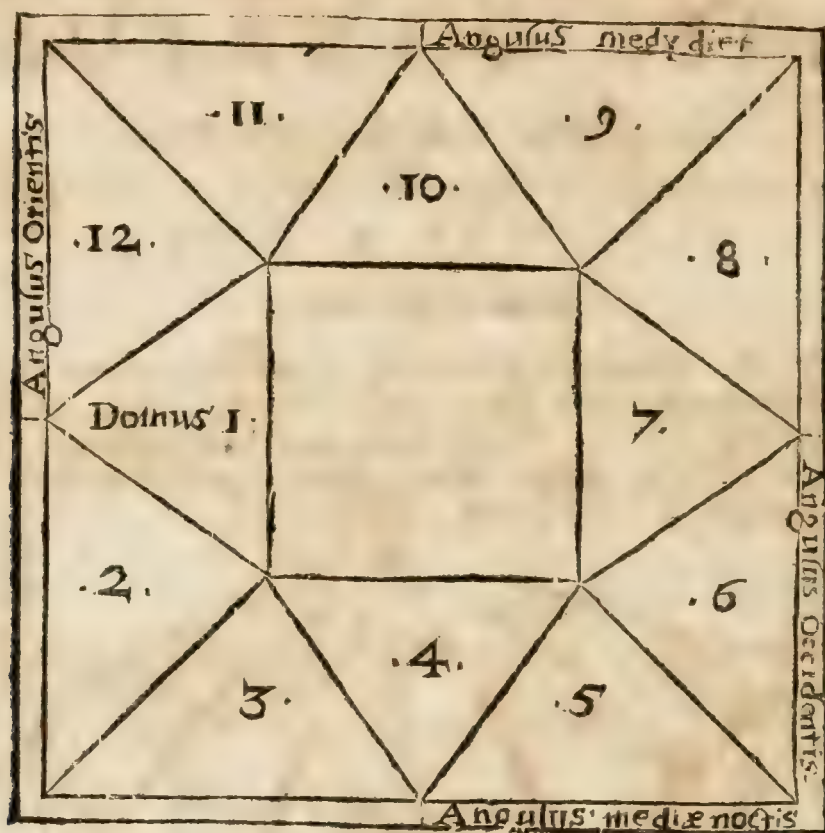 Angulus medy diei
·11·
·9·
·10·
Angulus Orientis
·12·
·8·
Domus 1·
7·
·2·
·6
Angulus Occidentis.
3·
·4·
·5
Angulus mediæ noctis